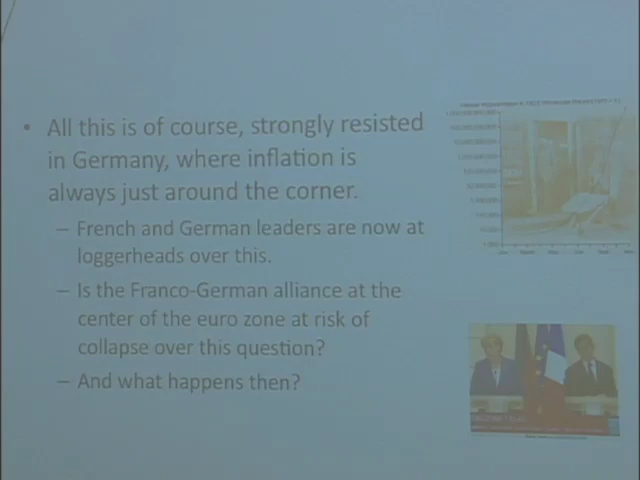 • All this is of course, strongly resisted
in Germany, where inflation is
always just around the corner.
– French and German leaders are now at
loggerheads over this.
– Is the Franco-German alliance at the
center of the euro zone at risk of
collapse over this question?
– And what happens then?